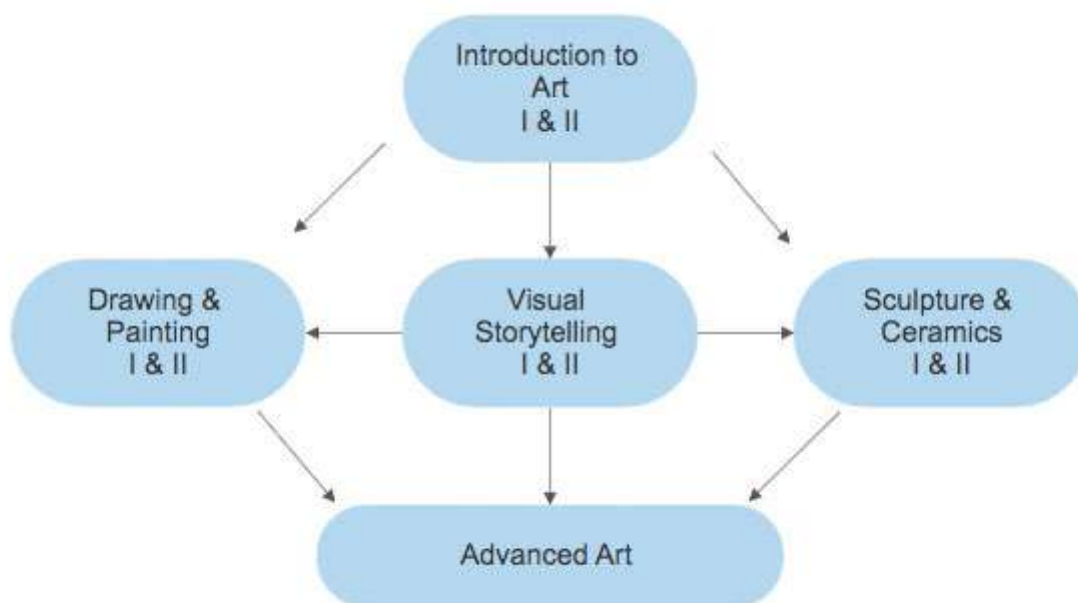 Introduction to
Art
I & II
Drawing &
Painting
I & II
Visual
Storytelling
I & II
Sculpture &
Ceramics
I & II
Advanced Art